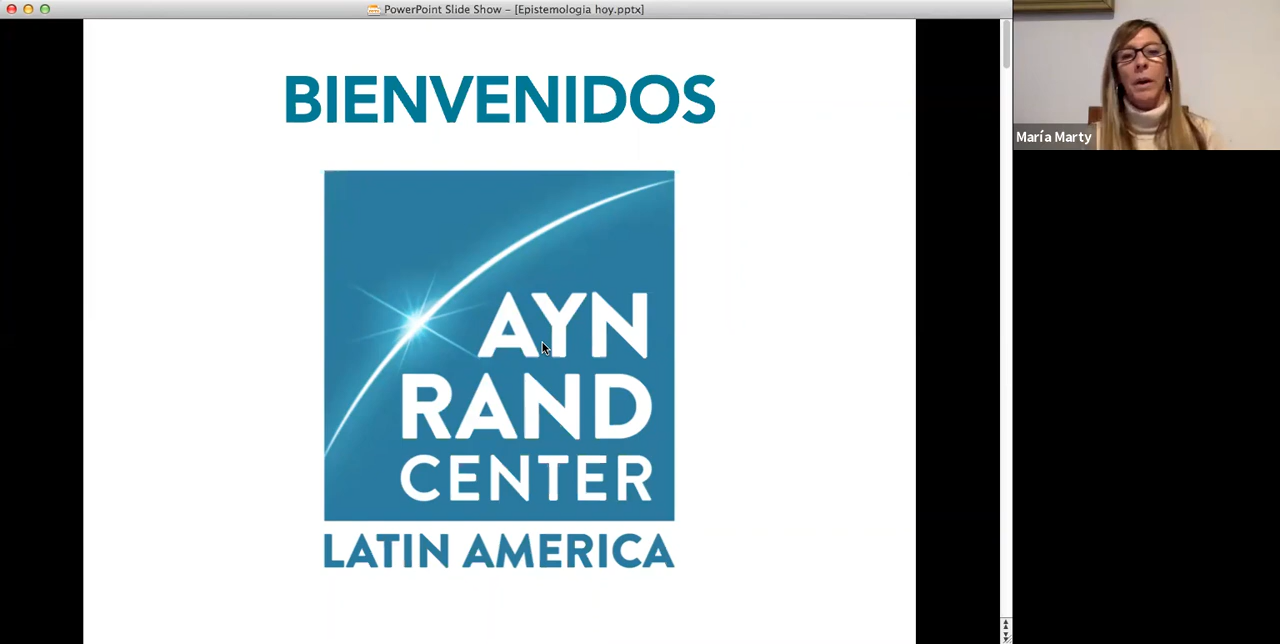 PowerPoint Slide Show – [Epistemologia hoy.pptx]
BIENVENIDOS
AYN
RAND
CENTER
LATIN AMERICA
María Marty